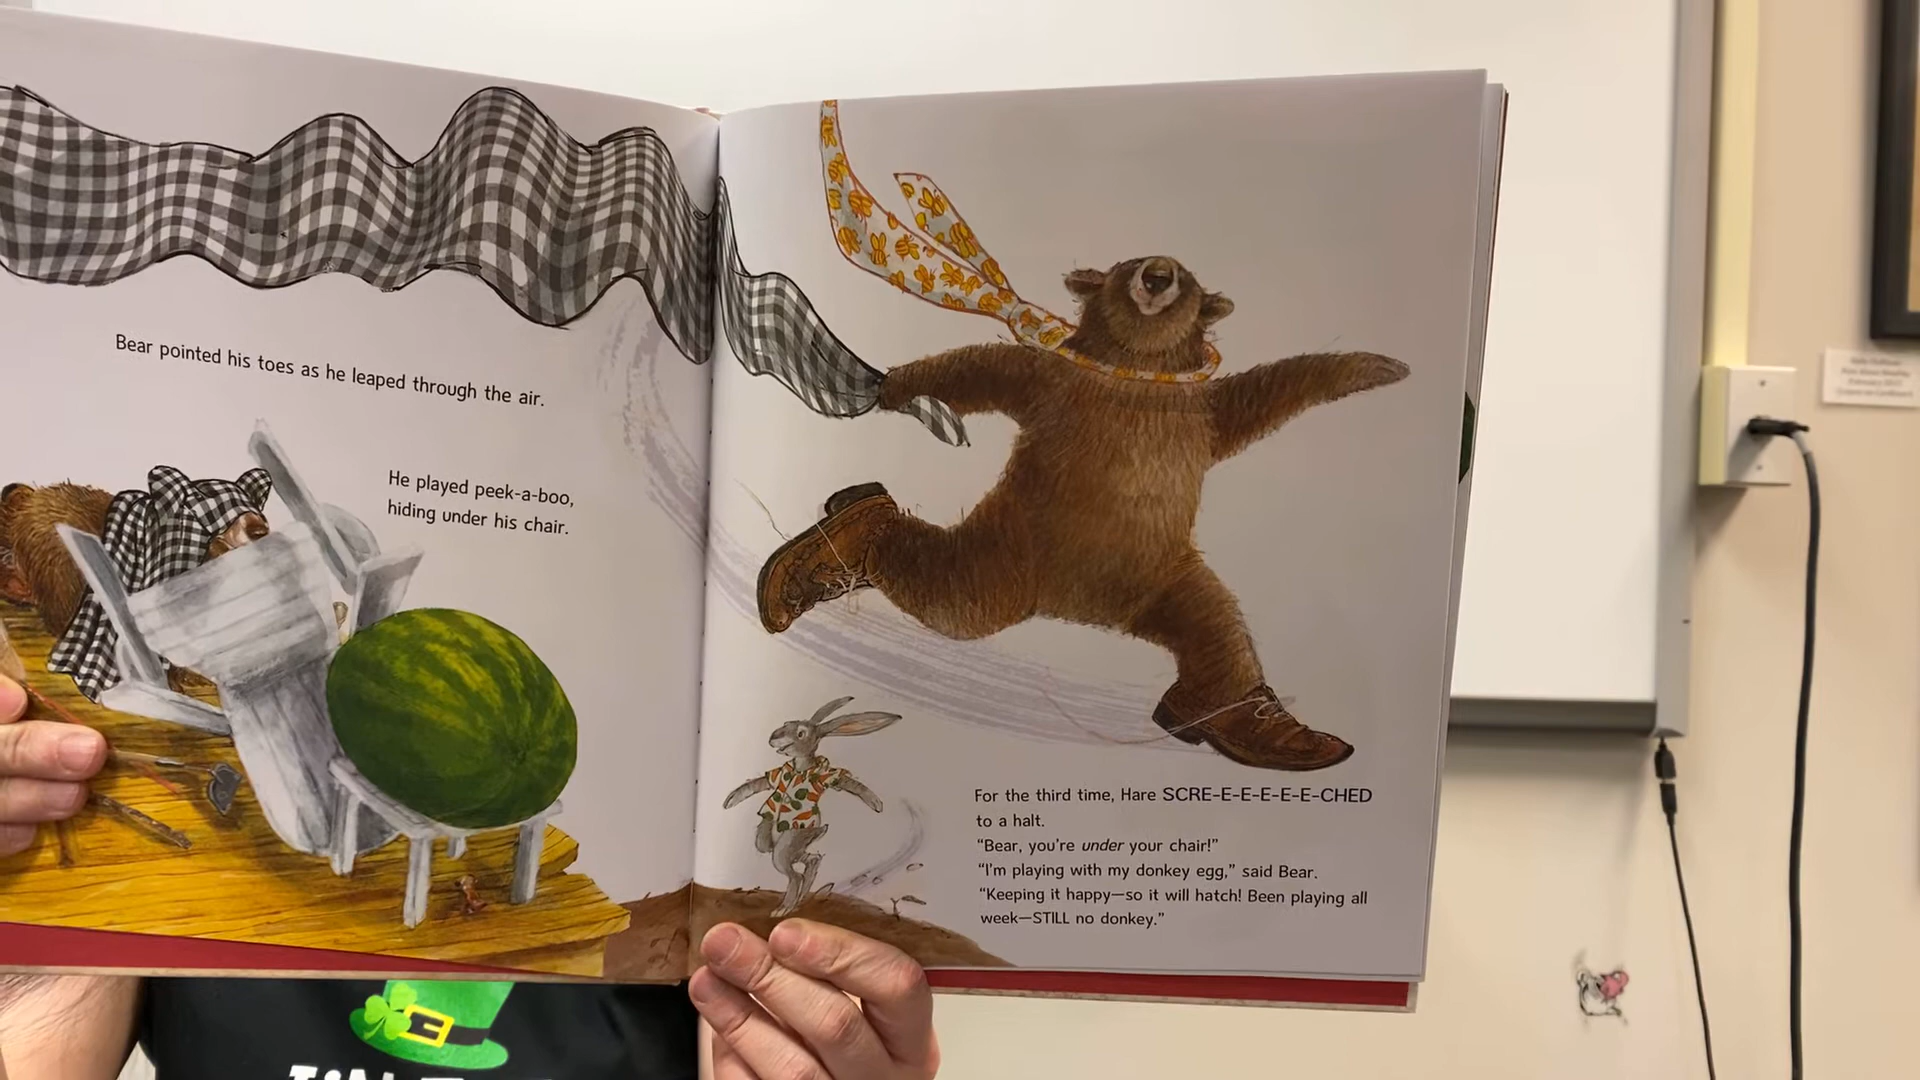 Bear pointed his toes as he leaped through the air.
He played peek-a-boo,
hiding under his chair.
For the third time, Hare SCRE-E-E-E-E-E-CHED
to a halt.
“Bear, you're under your chair!”
“I'm playing with my donkey egg,” said Bear.
“Keeping it happy—so it will hatch! Been playing all
week—STILL no donkey.”